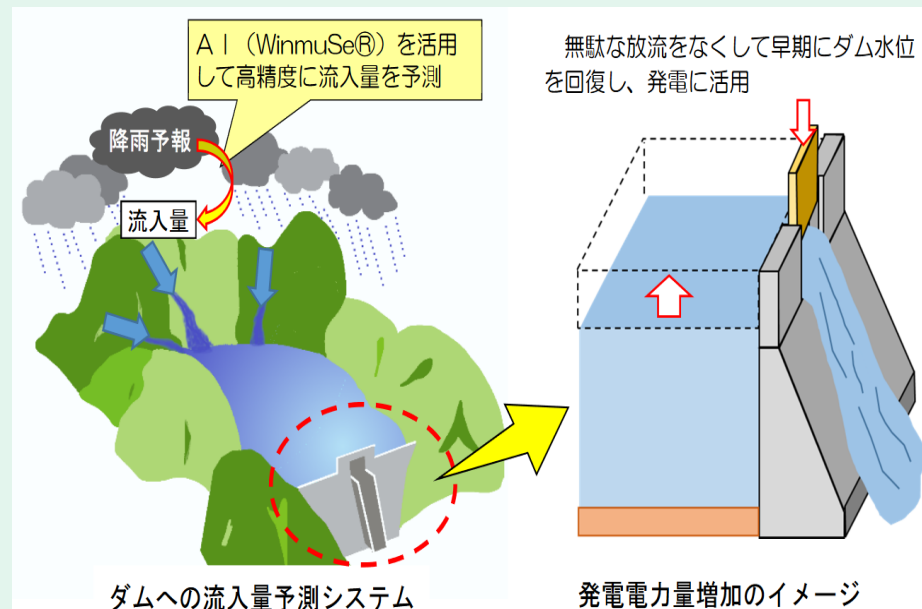 AI（WinmuSe®）を活用
して高精度に流入量を予測
降雨予報
流入量
ダムへの流入量予測システム
無駄な放流をなくして早期にダム水位
を回復し、発電に活用
発電電力量増加のイメージ